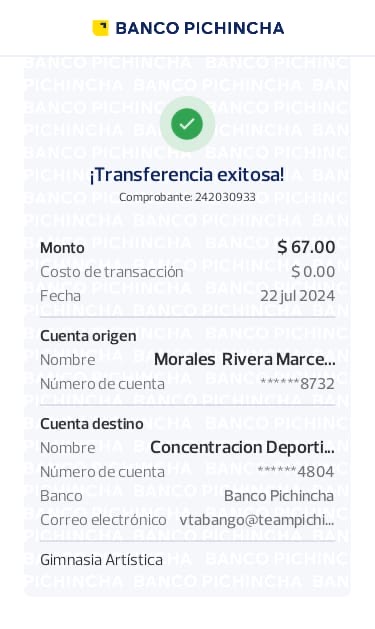 BANCO PICHINCHA
¡Transferencia exitosa!
Comprobante: 242030933
Monto $ 67.00
Costo de transacción $ 0.00
Fecha 22 jul 2024
Cuenta origen
Nombre Morales Rivera Marce...
Número de cuenta ******8732
Cuenta destino
Nombre Concentracion Deporti...
Número de cuenta ******4804
Banco Banco Pichincha
Correo electrónico vtabango@teampichi...
Gimnasia Artística